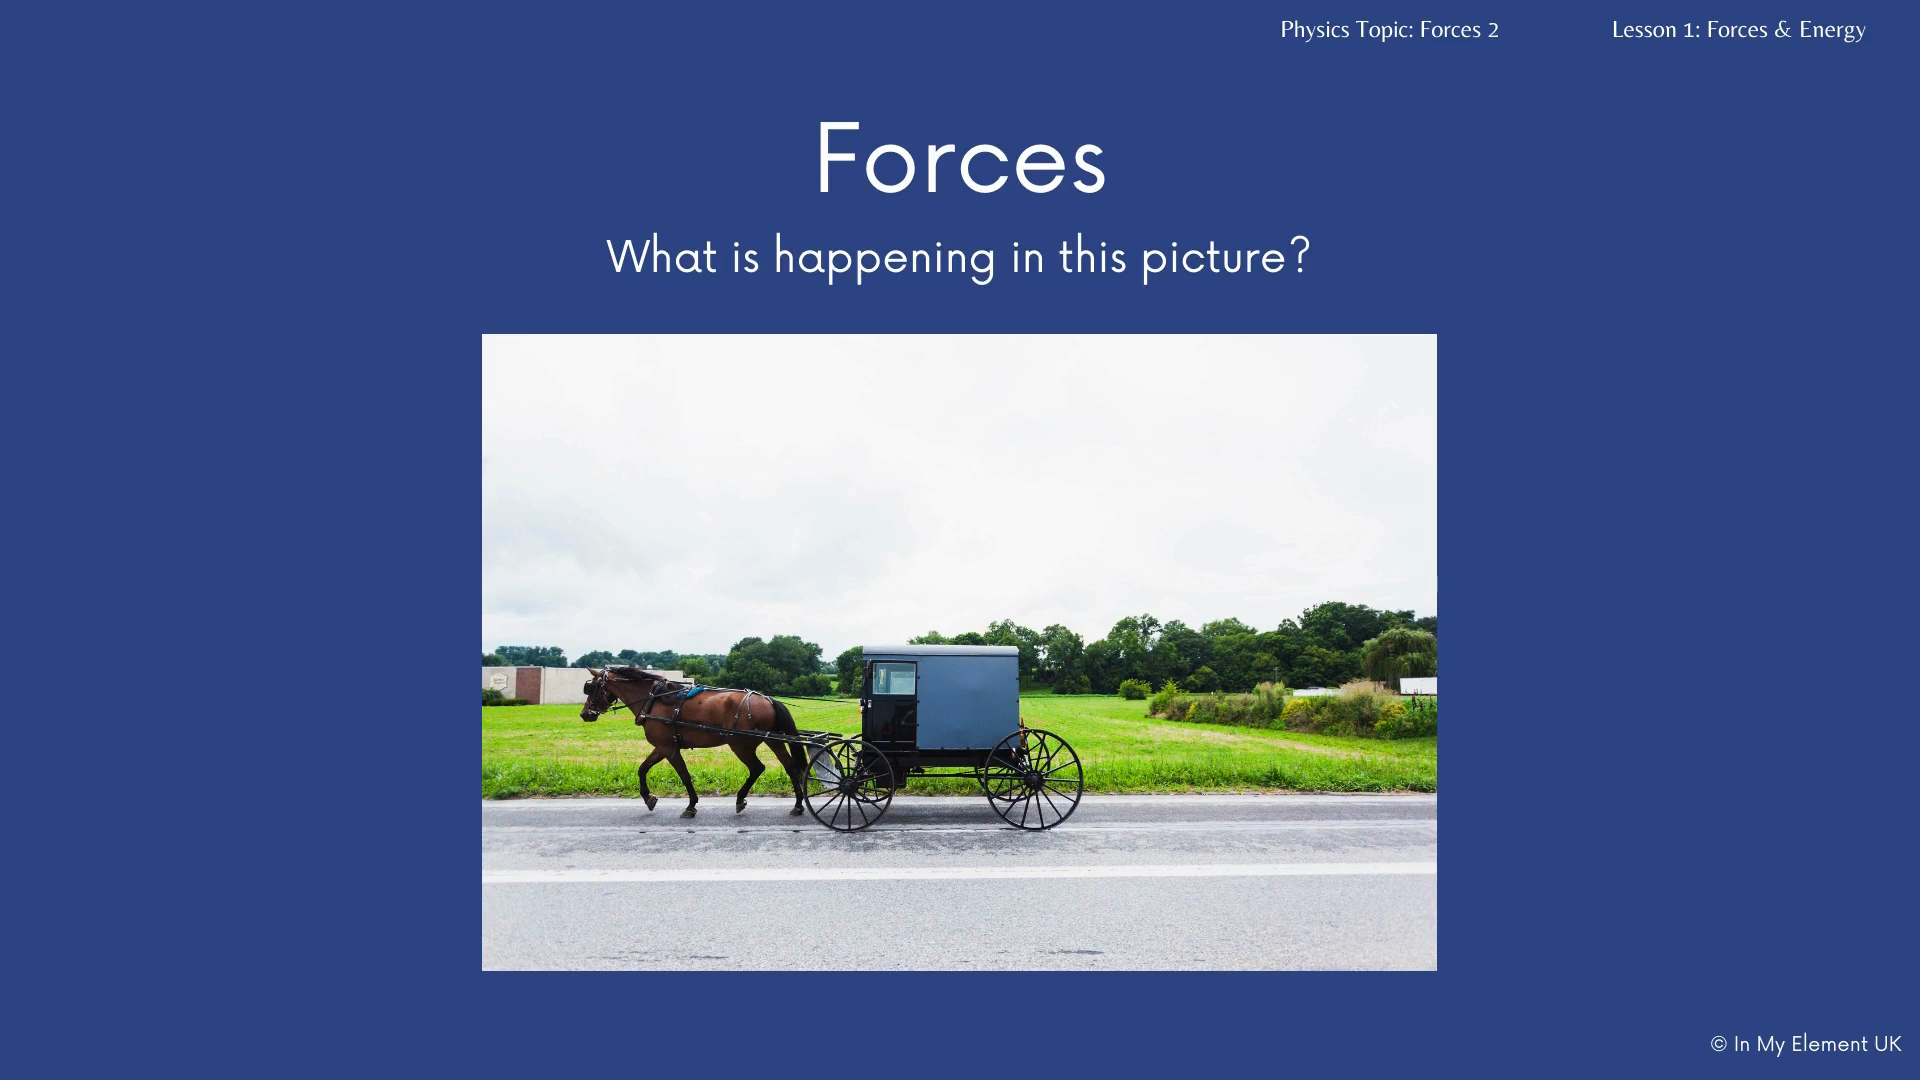 Physics Topic: Forces 2
Lesson 1: Forces & Energy
Forces
What is happening in this picture?
© In My Element UK